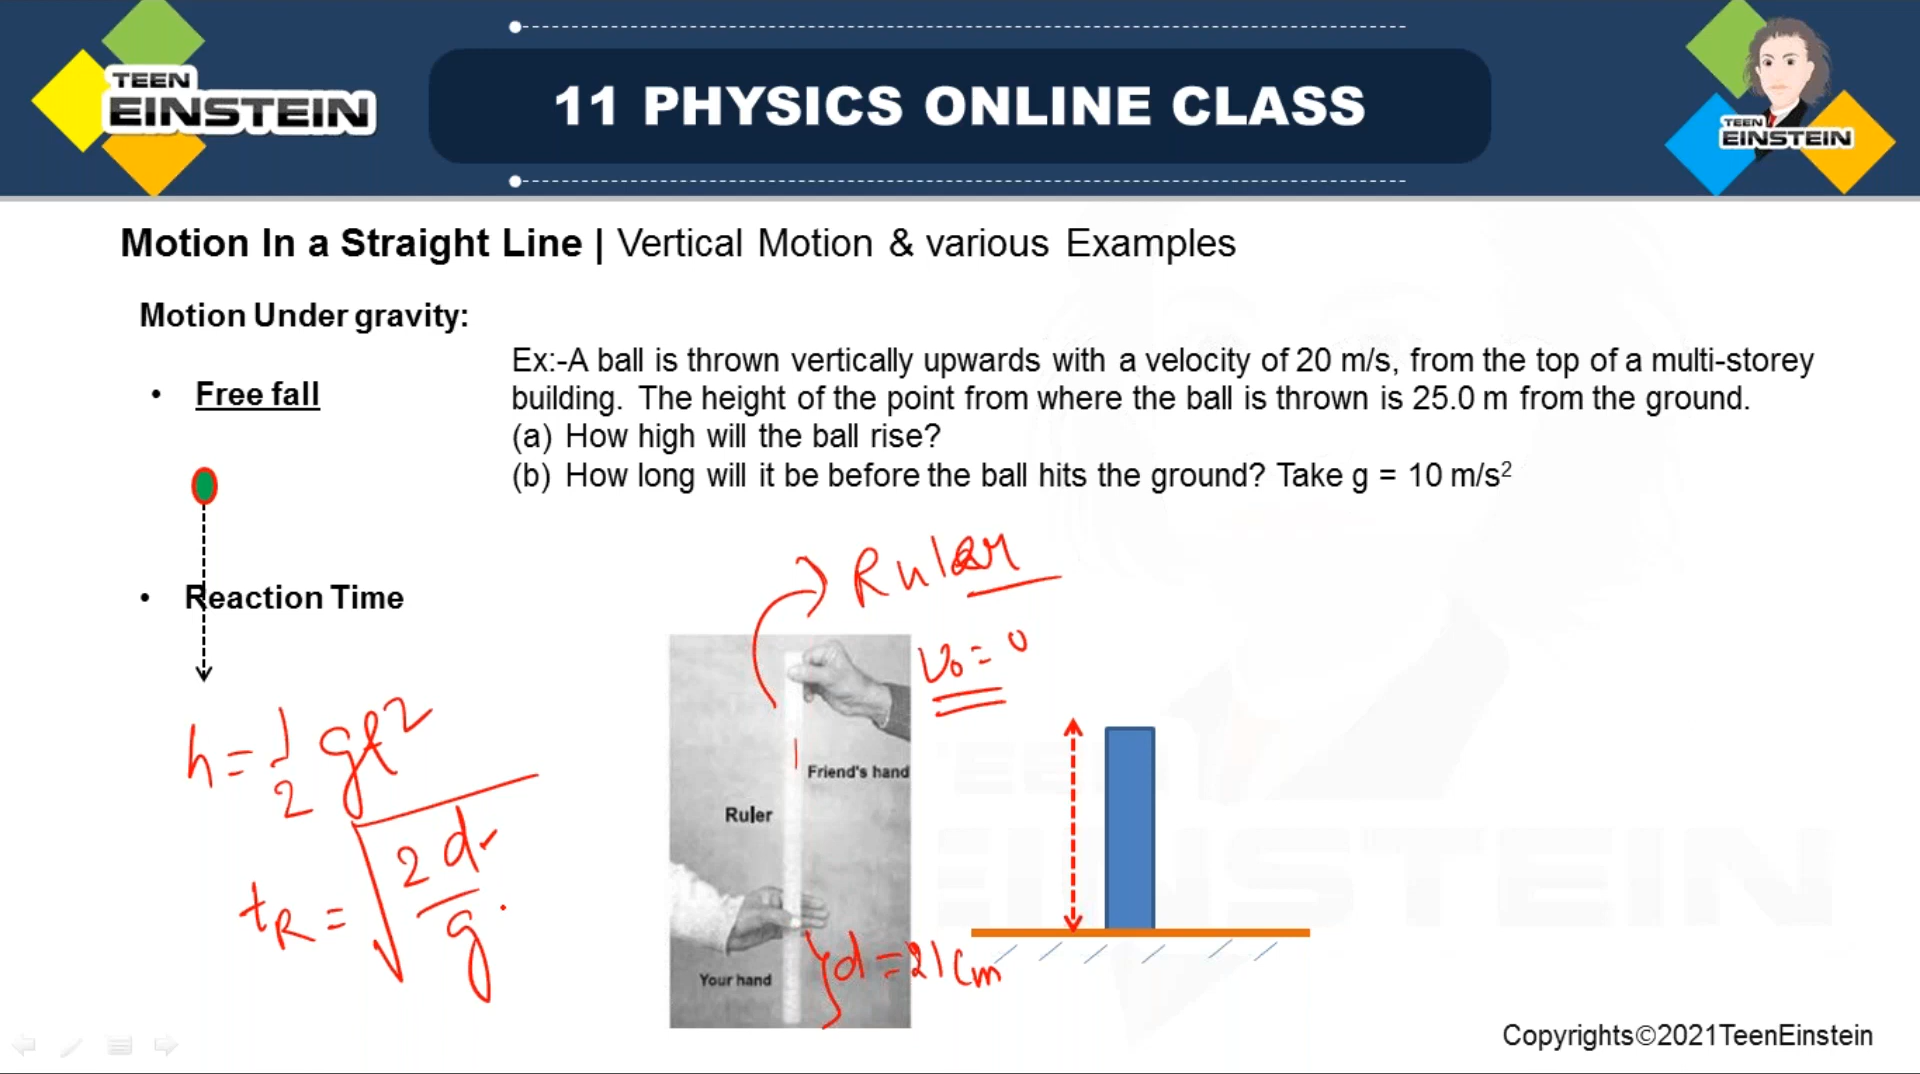 TEEN
EINSTEIN
11 PHYSICS ONLINE CLASS
TEEN
EINSTEIN
Motion In a Straight Line | Vertical Motion & various Examples
Motion Under gravity:
• Free fall
Ex:-A ball is thrown vertically upwards with a velocity of 20 m/s, from the top of a multi-storey
building. The height of the point from where the ball is thrown is 25.0 m from the ground.
(a) How high will the ball rise?
(b) How long will it be before the ball hits the ground? Take g = 10 m/s²
• Reaction Time
Ruler
v₀ = 0
h = 1/2 gt²
Friend's hand
Ruler
t_R = √(2d/g)
Your hand
d = 21 cm
TEEN
EINSTEIN
Copyrights©2021TeenEinstein